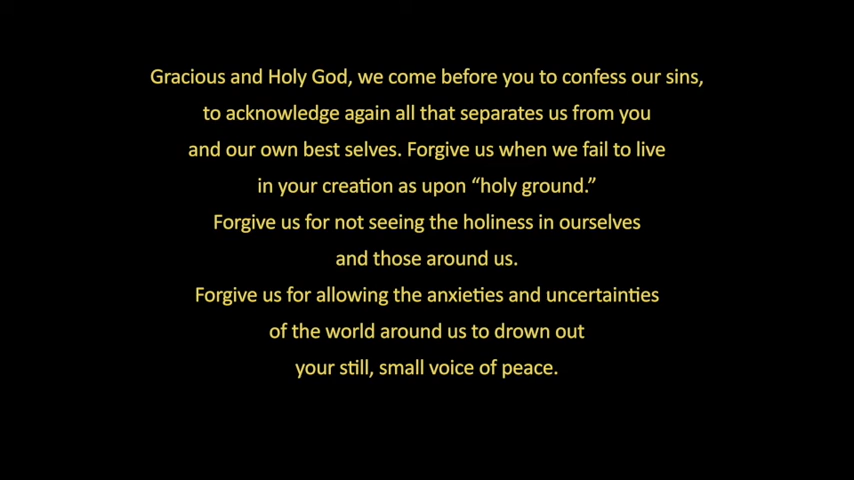 Gracious and Holy God, we come before you to confess our sins,
to acknowledge again all that separates us from you
and our own best selves. Forgive us when we fail to live
in your creation as upon “holy ground.”
Forgive us for not seeing the holiness in ourselves
and those around us.
Forgive us for allowing the anxieties and uncertainties
of the world around us to drown out
your still, small voice of peace.